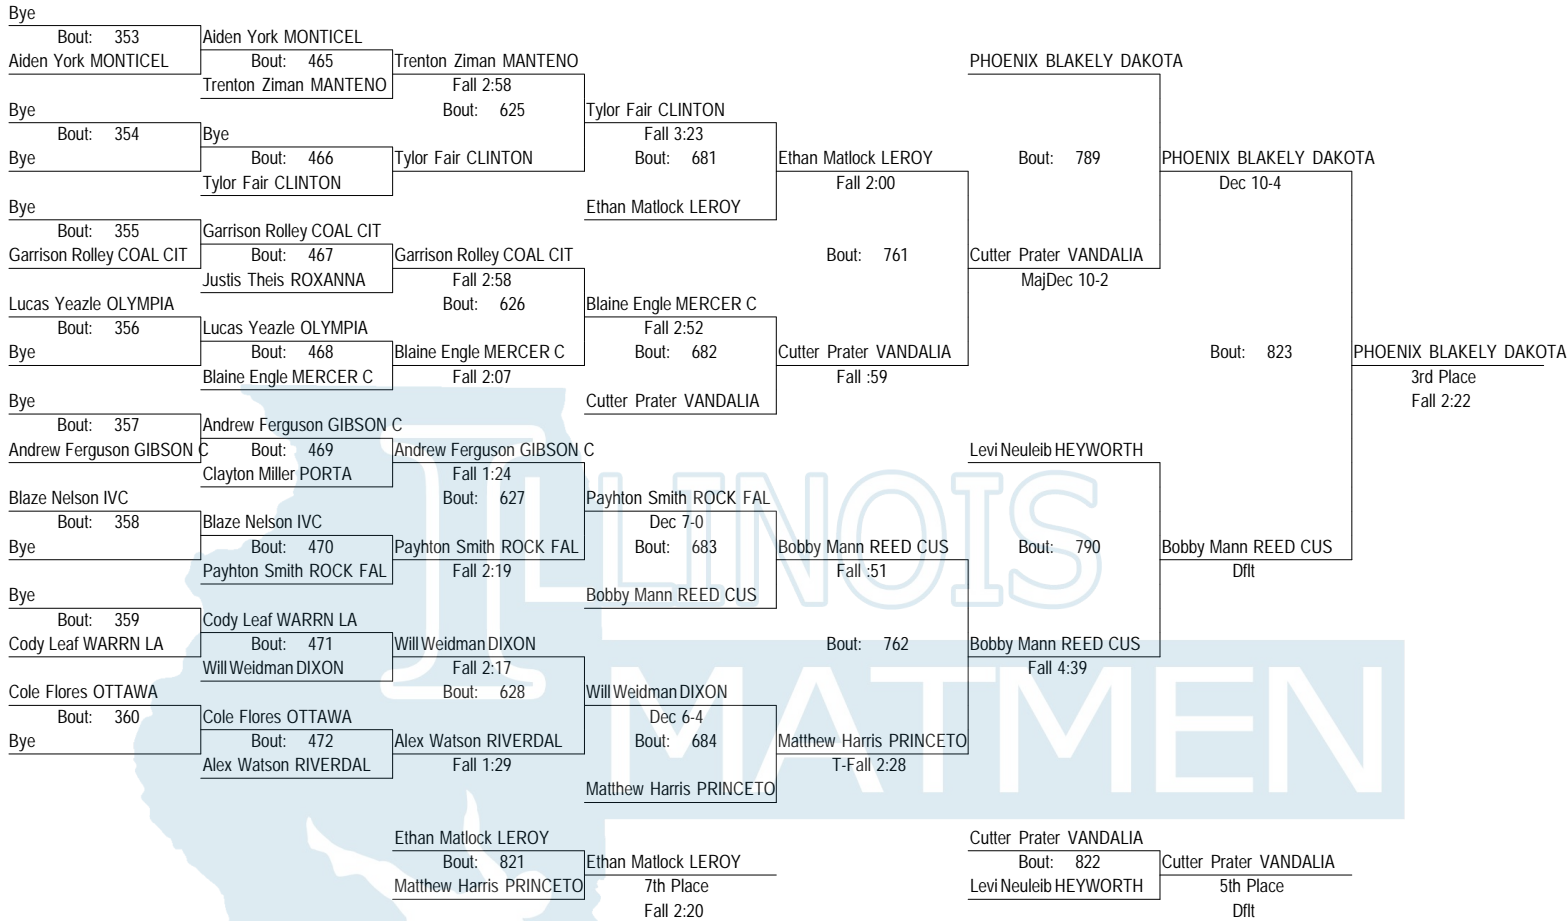 Bye
Bout: 353
Aiden York MONTICEL
Aiden York MONTICEL
Bout: 465
Trenton Ziman MANTENO
Trenton Ziman MANTENO
Fall 2:58
Bout: 625
Bye
Bout: 354
Bye
Bye
Bout: 466
Tylor Fair CLINTON
Tylor Fair CLINTON
Tylor Fair CLINTON
Fall 3:23
Bout: 681
Ethan Matlock LEROY
Ethan Matlock LEROY
Fall 2:00
Bye
Bout: 355
Garrison Rolley COAL CIT
Garrison Rolley COAL CIT
Bout: 467
Justis Theis ROXANNA
Garrison Rolley COAL CIT
Fall 2:58
Bout: 626
Lucas Yeazle OLYMPIA
Bout: 356
Bye
Lucas Yeazle OLYMPIA
Bout: 468
Blaine Engle MERCER C
Blaine Engle MERCER C
Fall 2:07
Blaine Engle MERCER C
Fall 2:52
Bout: 682
Cutter Prater VANDALIA
Cutter Prater VANDALIA
Fall :59
Bout: 761
PHOENIX BLAKELY DAKOTA
Bout: 789
Cutter Prater VANDALIA
MajDec 10-2
PHOENIX BLAKELY DAKOTA
Dec 10-4
Bye
Bout: 357
Andrew Ferguson GIBSON C
Andrew Ferguson GIBSON C
Bout: 469
Clayton Miller PORTA
Andrew Ferguson GIBSON C
Fall 1:24
Bout: 627
Blaze Nelson IVC
Bout: 358
Bye
Blaze Nelson IVC
Bout: 470
Payhton Smith ROCK FAL
Payhton Smith ROCK FAL
Fall 2:19
Payhton Smith ROCK FAL
Dec 7-0
Bout: 683
Bobby Mann REED CUS
Bobby Mann REED CUS
Fall :51
Bye
Bout: 359
Cody Leaf WARRN LA
Cody Leaf WARRN LA
Bout: 471
Will Weidman DIXON
Will Weidman DIXON
Fall 2:17
Bout: 628
Cole Flores OTTAWA
Bout: 360
Bye
Cole Flores OTTAWA
Bout: 472
Alex Watson RIVERDAL
Alex Watson RIVERDAL
Fall 1:29
Will Weidman DIXON
Dec 6-4
Bout: 684
Matthew Harris PRINCETO
Matthew Harris PRINCETO
T-Fall 2:28
Bout: 762
Levi Neuleib HEYWORTH
Bout: 790
Bobby Mann REED CUS
Fall 4:39
Bobby Mann REED CUS
Dflt
Bout: 823
PHOENIX BLAKELY DAKOTA
3rd Place
Fall 2:22
Ethan Matlock LEROY
Bout: 821
Matthew Harris PRINCETO
Ethan Matlock LEROY
7th Place
Fall 2:20
Cutter Prater VANDALIA
Bout: 822
Levi Neuleib HEYWORTH
Cutter Prater VANDALIA
5th Place
Dflt
ILLINOIS
MATMEN